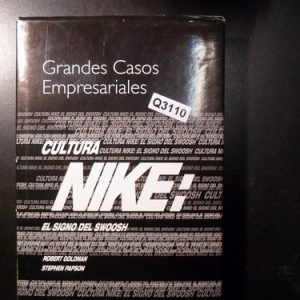 Grandes Casos
Empresariales
Q3110
CULTURA
NIKE:
EL SIGNO DEL SWOOSH
ROBERT GOLDMAN
STEPHEN PAPSON